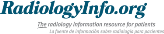 RadiologyInfo.org
The radiology information resource for patients
La fuente de información sobre radiología para pacientes